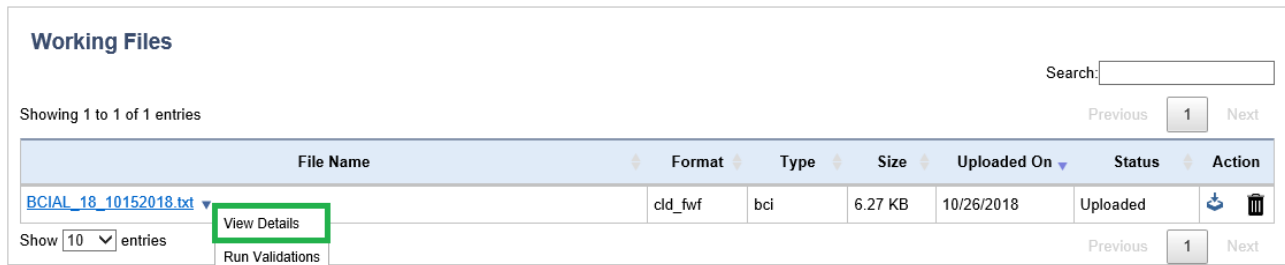 Working Files
Search:
Showing 1 to 1 of 1 entries
Previous 1 Next
File Name Format Type Size Uploaded On Status Action
BCIAL_18_10152018.txt cld_fwf bci 6.27 KB 10/26/2018 Uploaded
View Details
Show 10 entries
Previous 1 Next
Run Validations